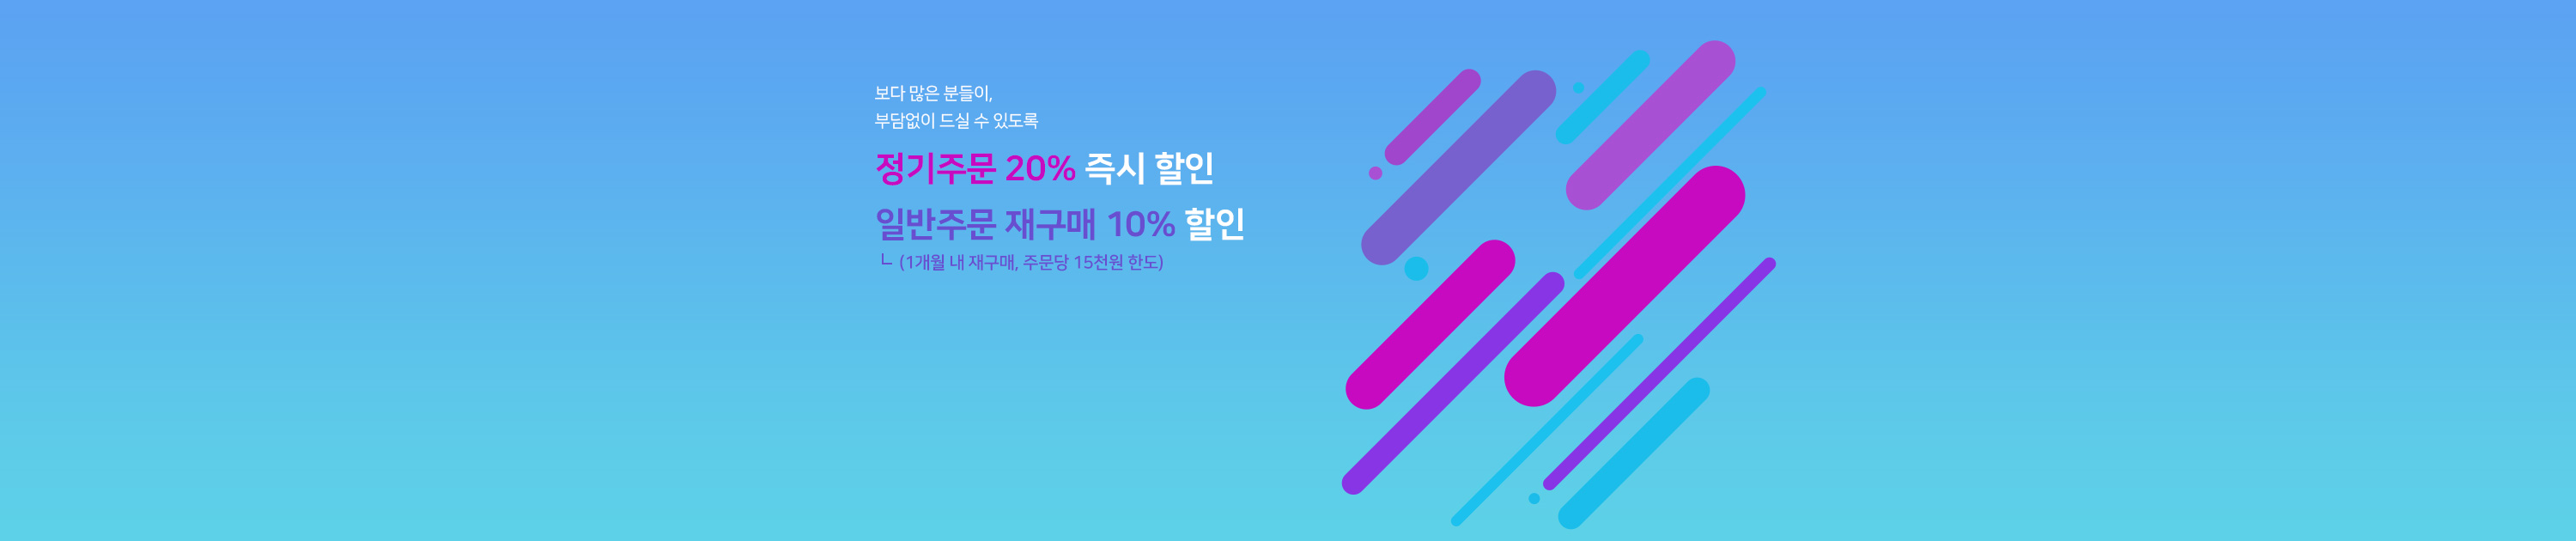 보다 많은 분들이,
부담없이 드실 수 있도록
정기주문 20% 즉시 할인
일반주문 재구매 10% 할인
ㄴ (1개월 내 재구매, 주문당 15천원 한도)